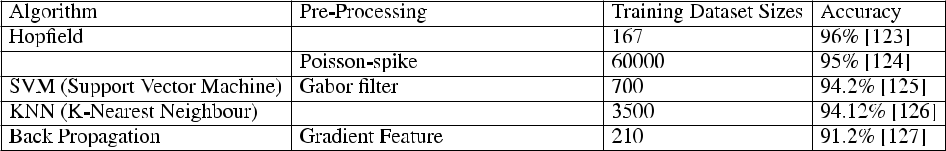 Algorithm Pre-Processing Training Dataset Sizes Accuracy
Hopfield 167 96% [123]
Poisson-spike 60000 95% [124]
SVM (Support Vector Machine) Gabor filter 700 94.2% [125]
KNN (K-Nearest Neighbour) 3500 94.12% [126]
Back Propagation Gradient Feature 210 91.2% [127]